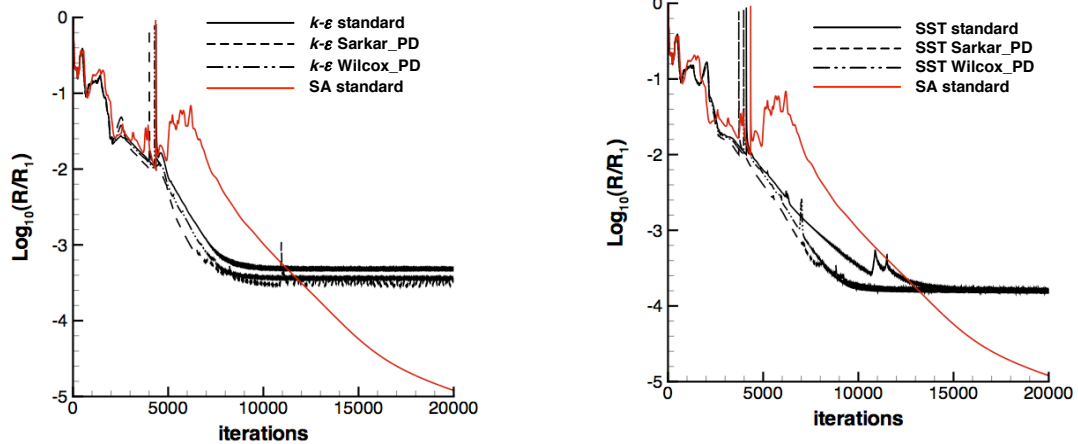 k-ε standard
k-ε Sarkar_PD
k-ε Wilcox_PD
SA standard
Log10(R/R1)
0
-1
-2
-3
-4
-5
0 5000 10000 15000 20000
iterations
SST standard
SST Sarkar_PD
SST Wilcox_PD
SA standard
Log10(R/R1)
0
-1
-2
-3
-4
-5
0 5000 10000 15000 20000
iterations